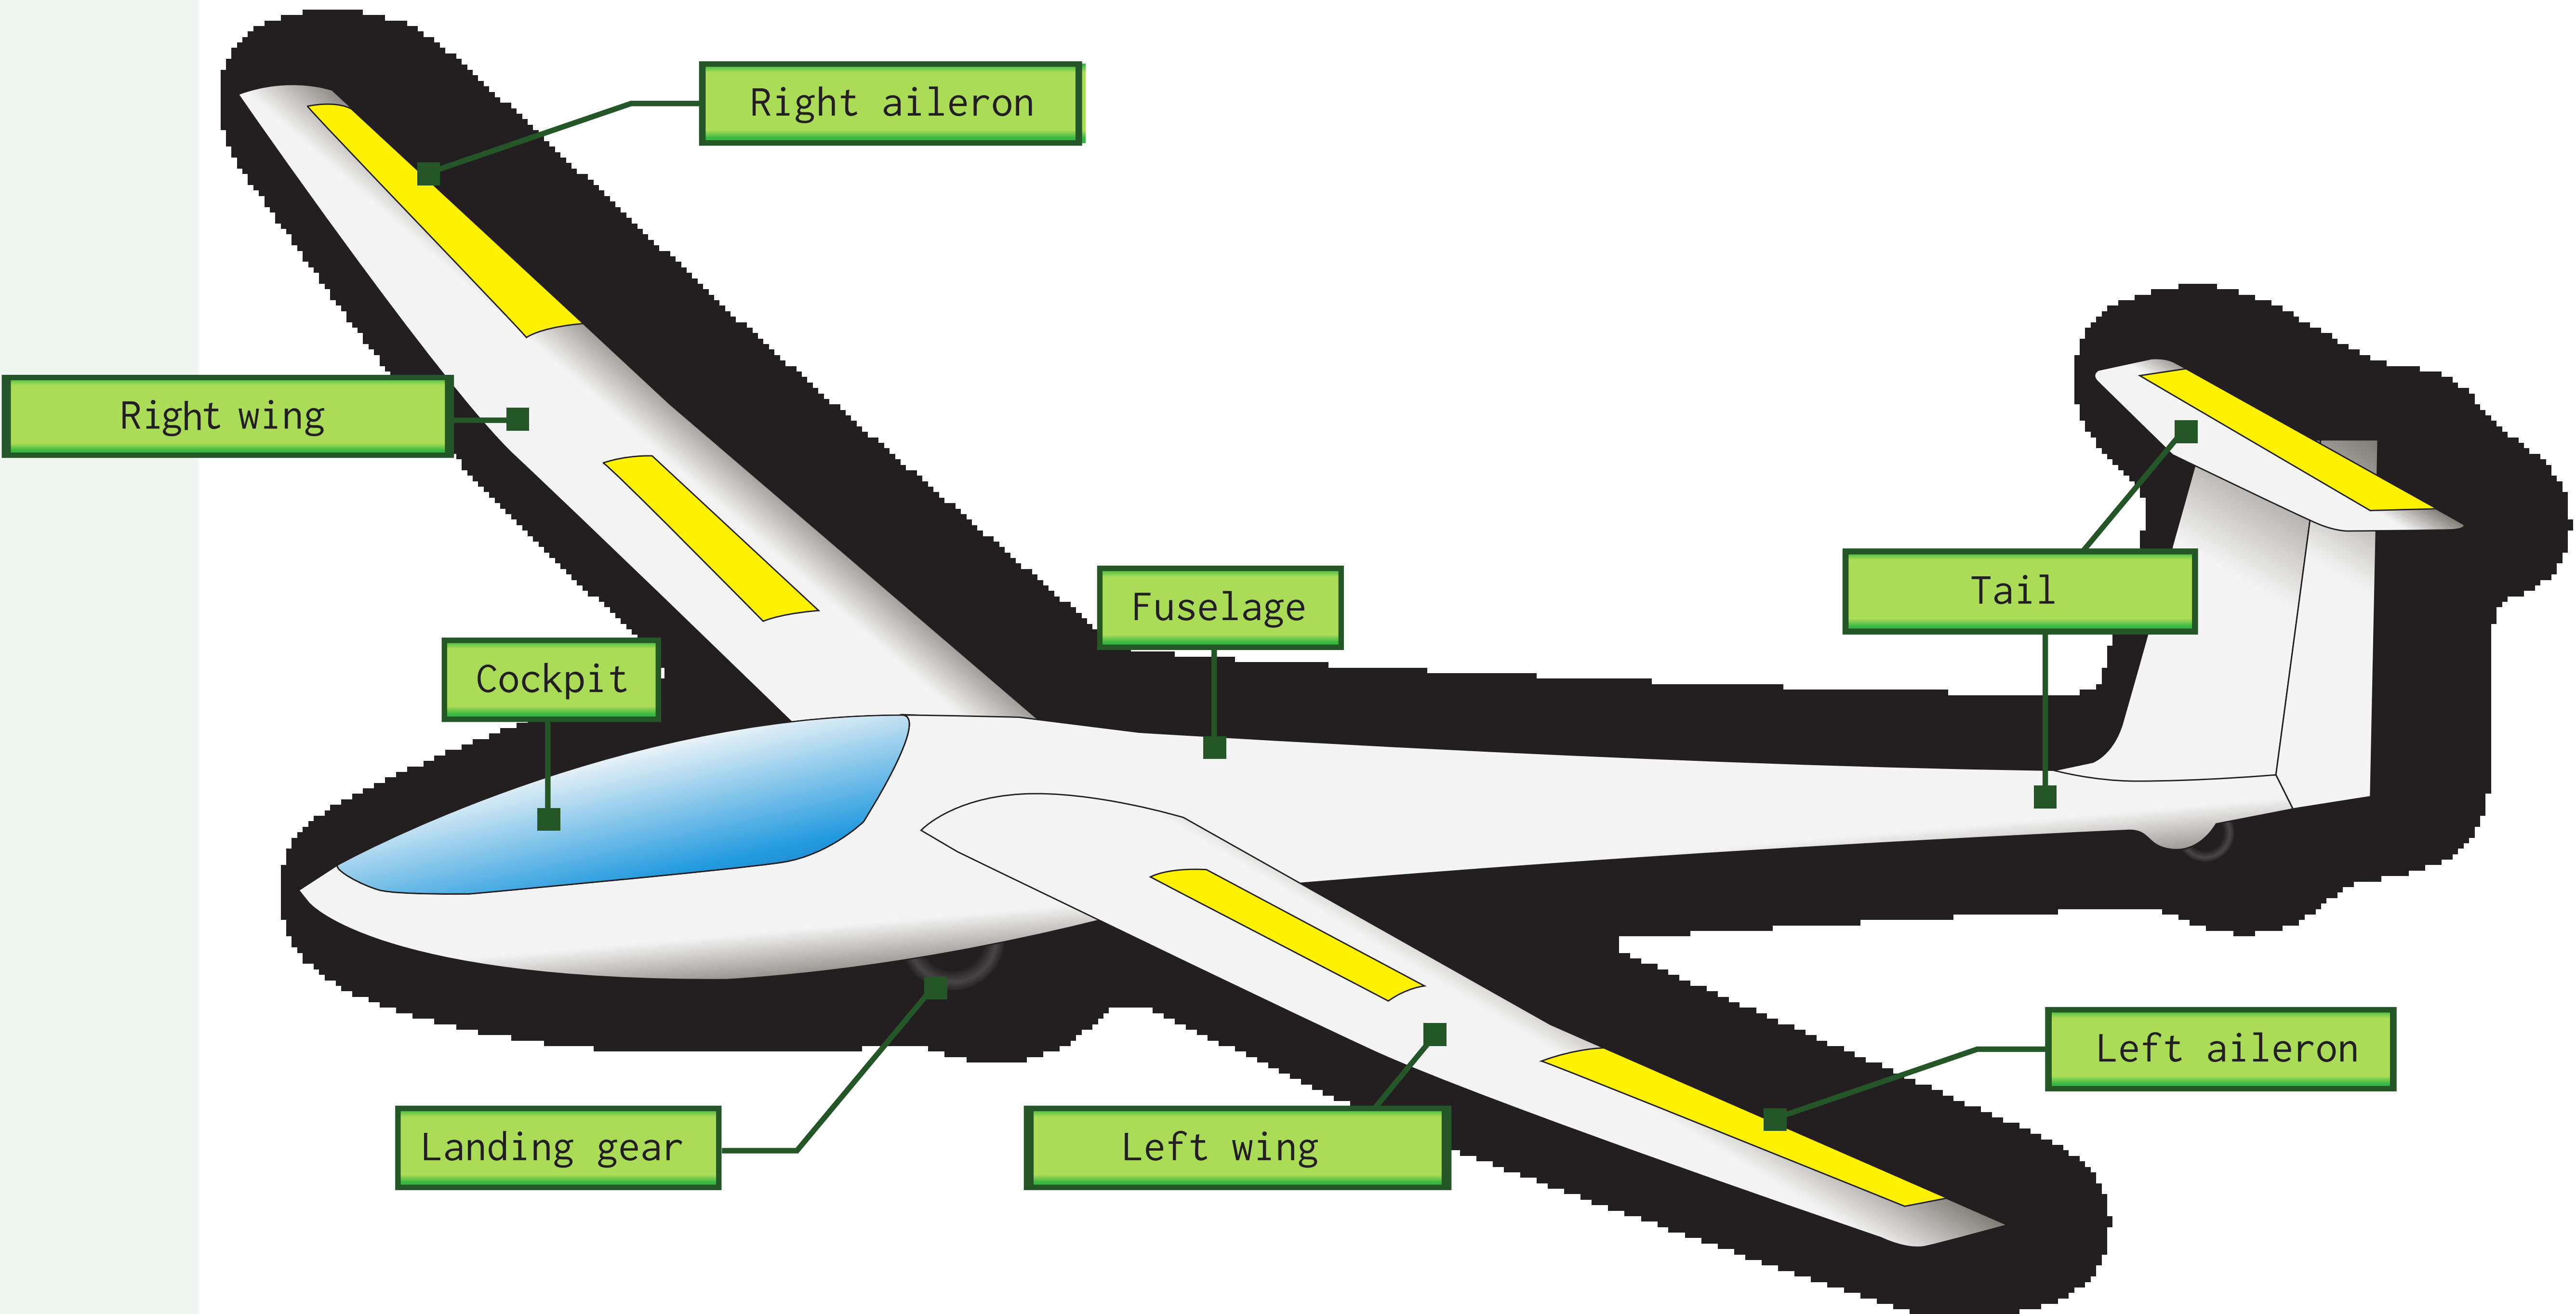 Right aileron
Right wing
Fuselage
Tail
Cockpit
Left aileron
Landing gear
Left wing